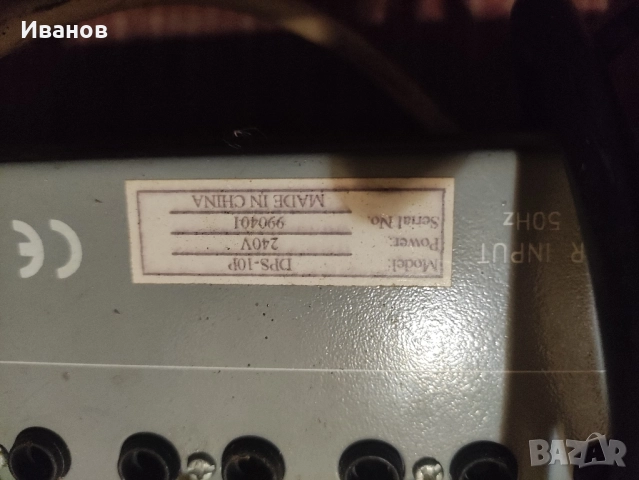 Иванов
Model: DPS-10P
Power. 240V
Serial No. 990401
MADE IN CHINA
R INPUT
50Hz
CE
BAZAR